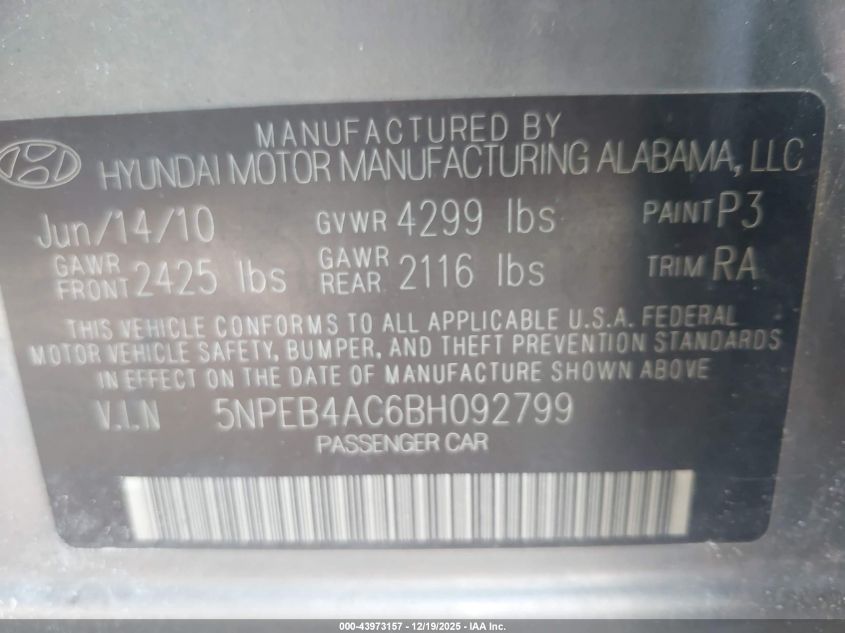 MANUFACTURED BY
HYUNDAI MOTOR MANUFACTURING ALABAMA, LLC
Jun/14/10 GVWR 4299 lbs PAINT P3
GAWR FRONT 2425 lbs GAWR REAR 2116 lbs TRIM RA
THIS VEHICLE CONFORMS TO ALL APPLICABLE U.S.A. FEDERAL
MOTOR VEHICLE SAFETY, BUMPER, AND THEFT PREVENTION STANDARDS
IN EFFECT ON THE DATE OF MANUFACTURE SHOWN ABOVE
V.I.N 5NPEB4AC6BH092799
PASSENGER CAR
000-43973157 - 12/19/2025 - IAA Inc.